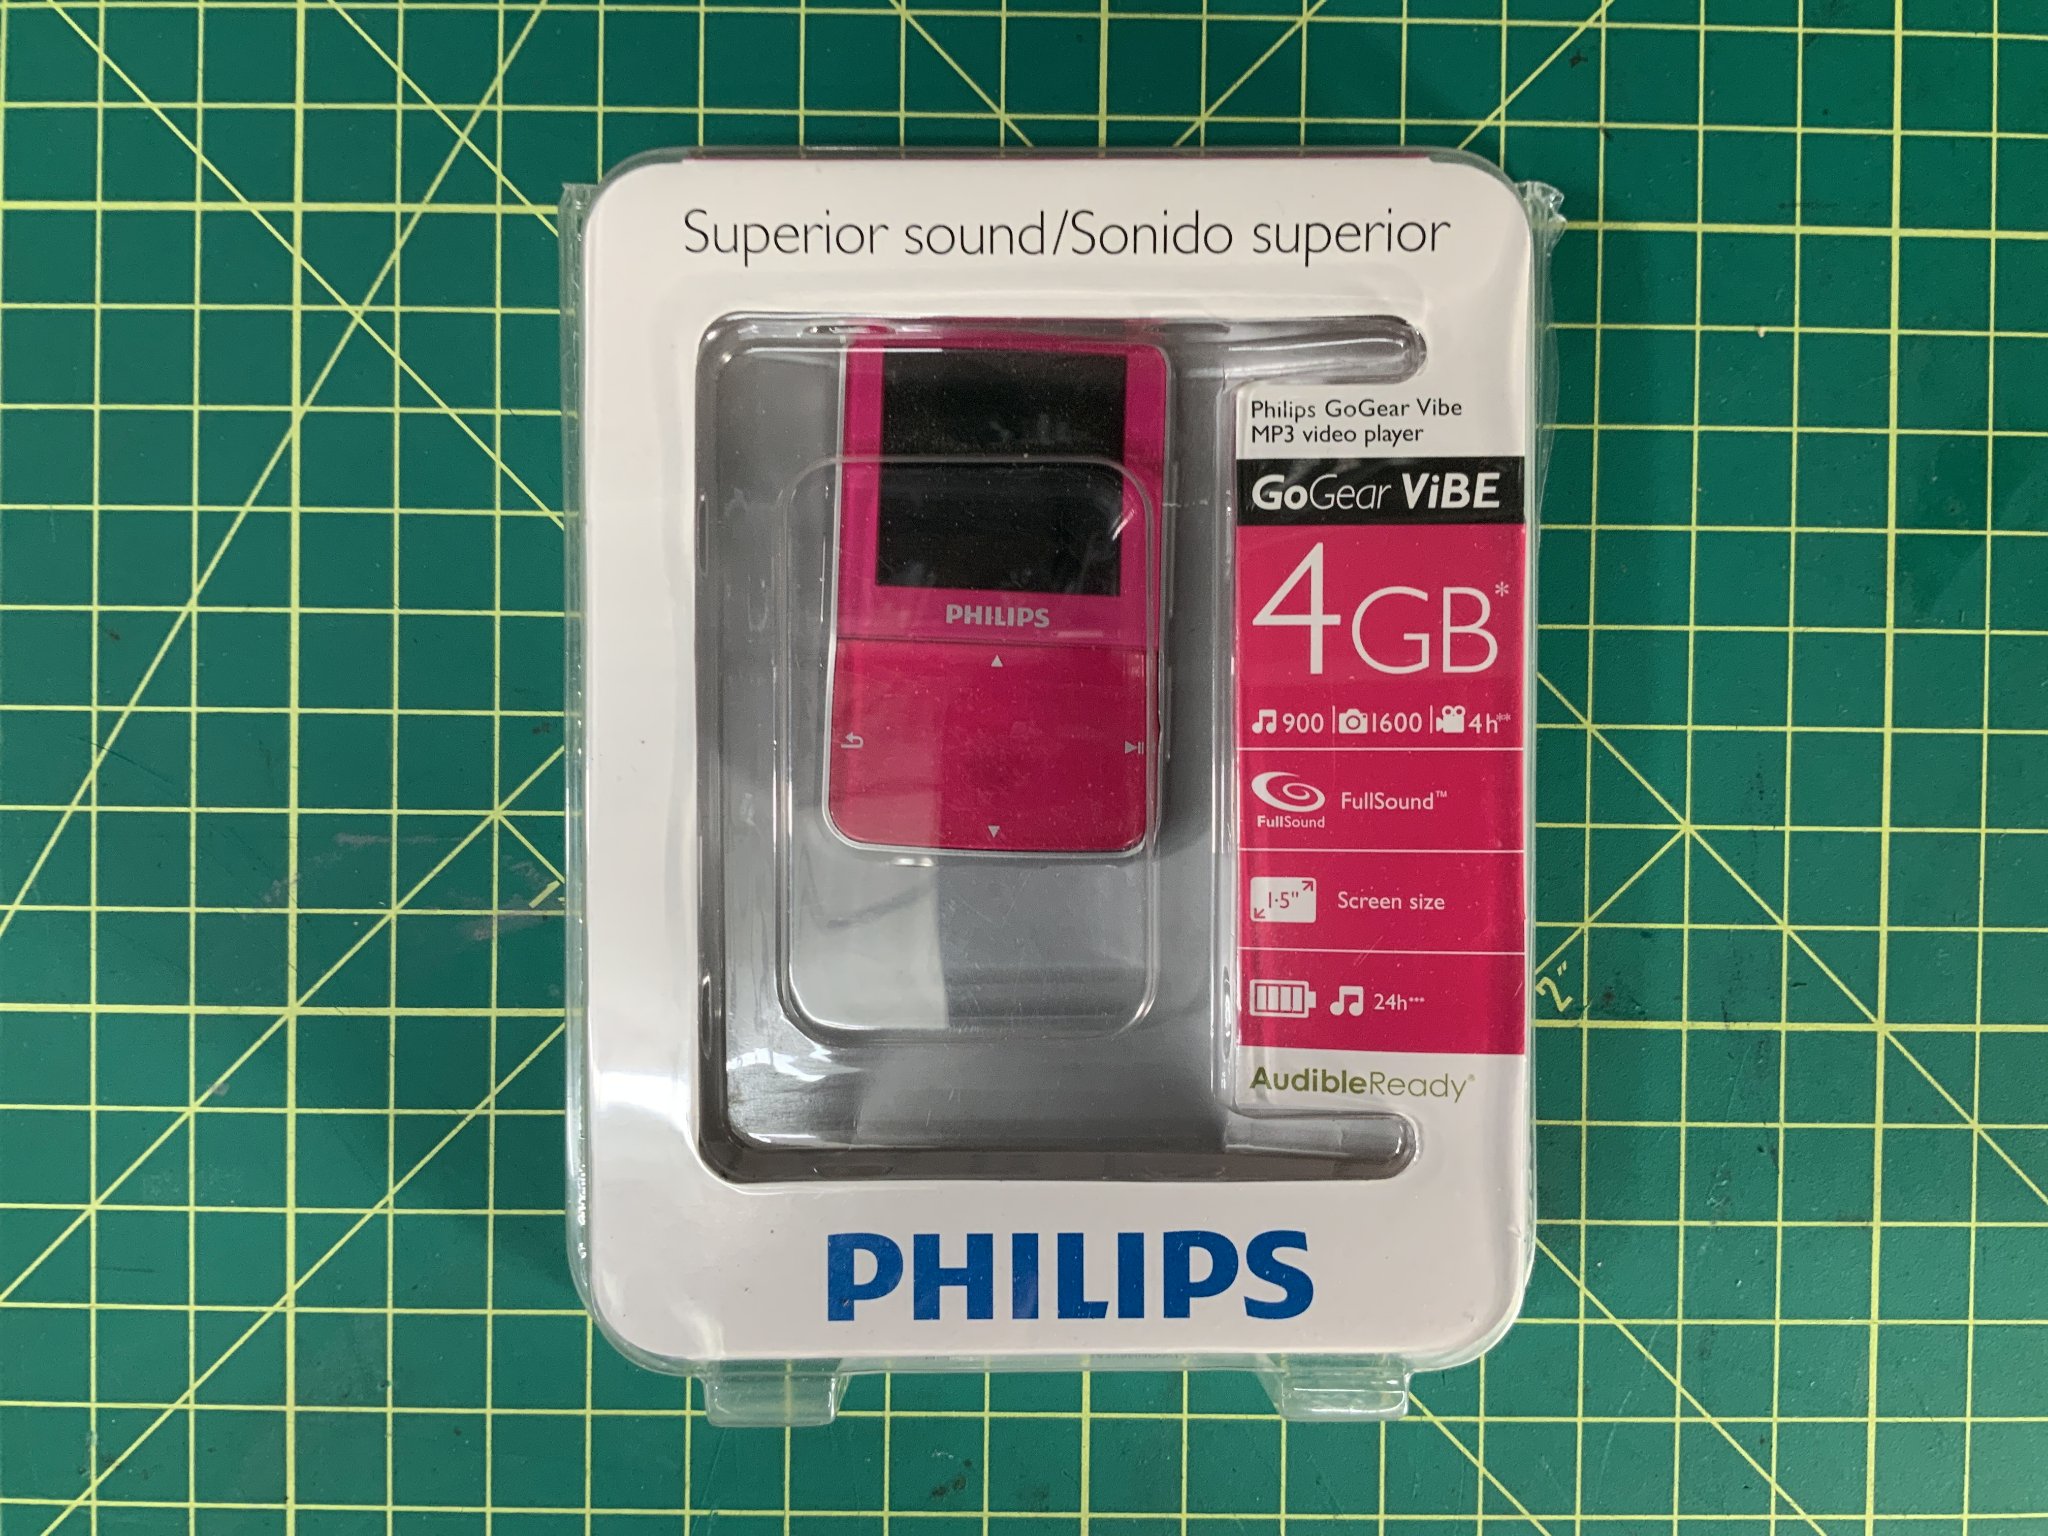 Superior sound/Sonido superior
Philips GoGear Vibe
MP3 video player
GoGear ViBE
4GB*
900 1600 4h**
FullSound FullSound™
1.5" Screen size
24h***
AudibleReady®
PHILIPS
PHILIPS
1
2"